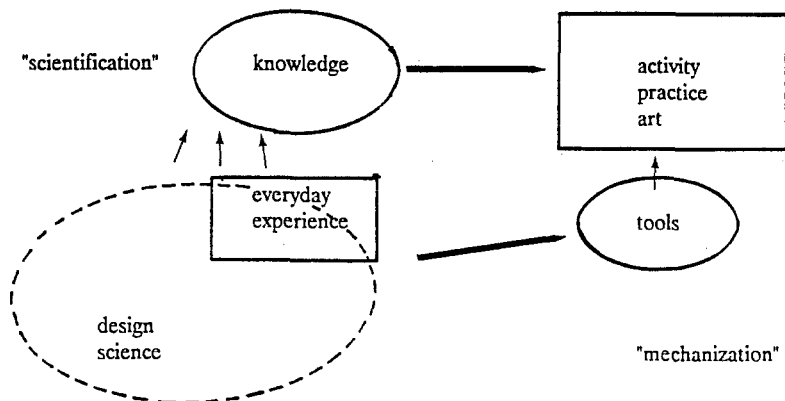 "scientification"
knowledge
activity
practice
art
everyday
experience
tools
design
science
"mechanization"